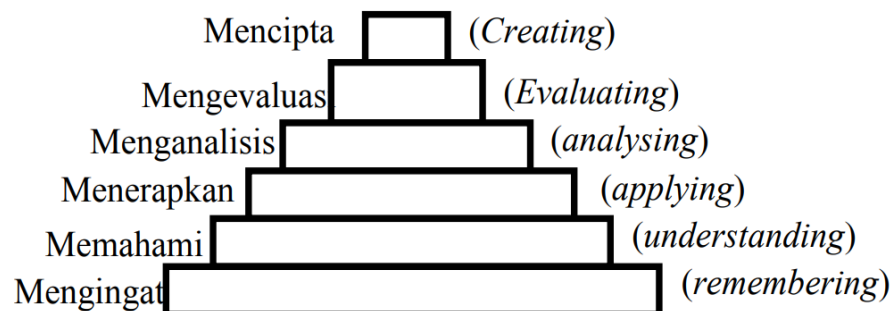 Mencipta (Creating)
Mengevaluas (Evaluating)
Menganalisis (analysing)
Menerapkan (applying)
Memahami (understanding)
Mengingat (remembering)